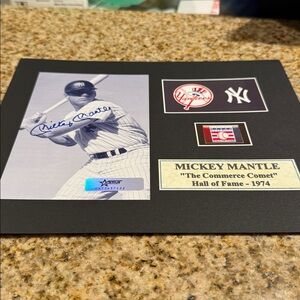 Mickey Mantle
Yankees
NY
MICKEY MANTLE
"The Commerce Comet"
Hall of Fame - 1974